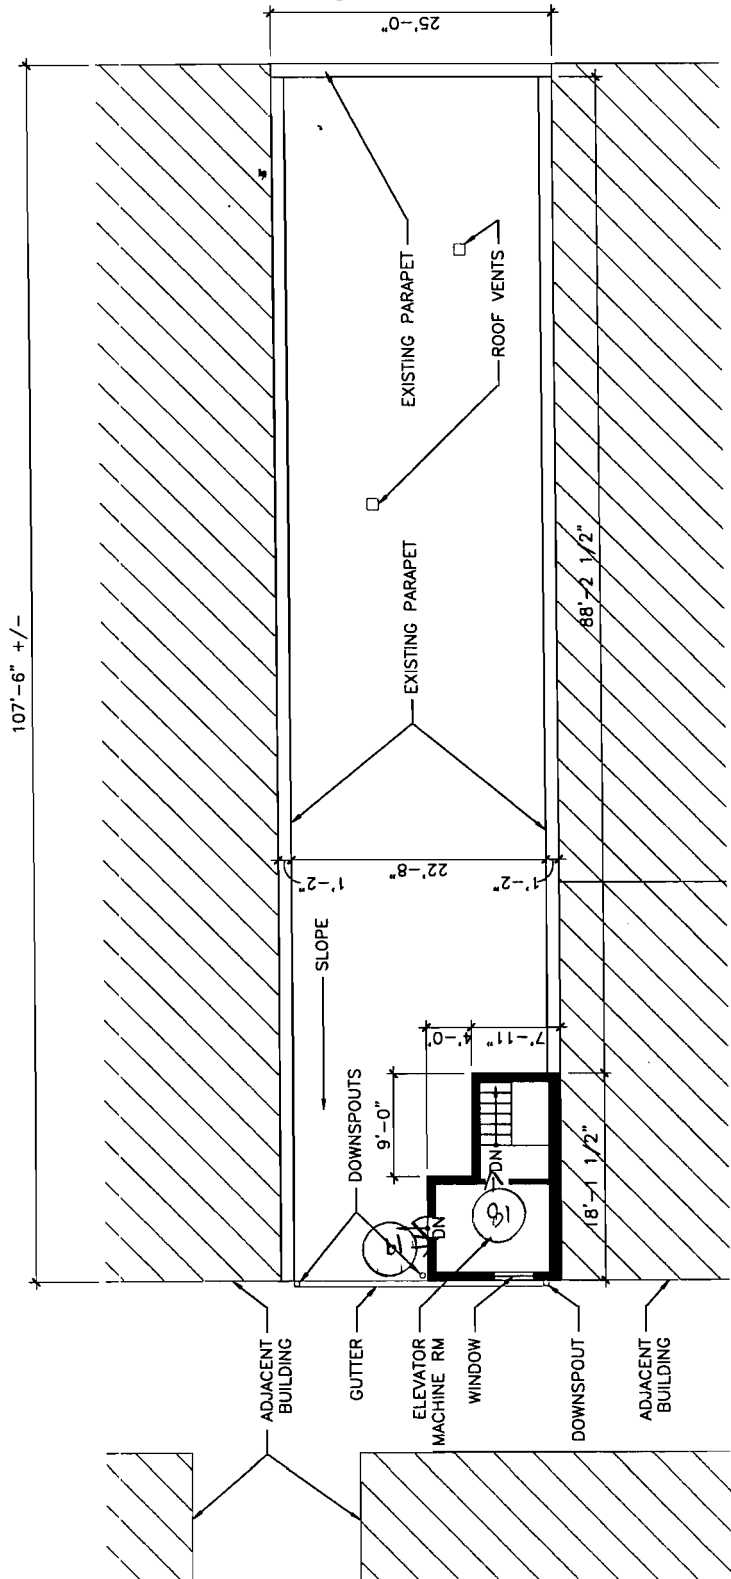 25'-0"
107'-6" +/-
EXISTING PARAPET
ROOF VENTS
EXISTING PARAPET
88'-2 1/2"
1'-2"
22'-8"
1'-2"
SLOPE
DOWNSPOUTS
4'-0"
7'-11"
9'-0"
18'-1 1/2"
DN
DN
18
19
ADJACENT
BUILDING
GUTTER
ELEVATOR
MACHINE RM
WINDOW
DOWNSPOUT
ADJACENT
BUILDING